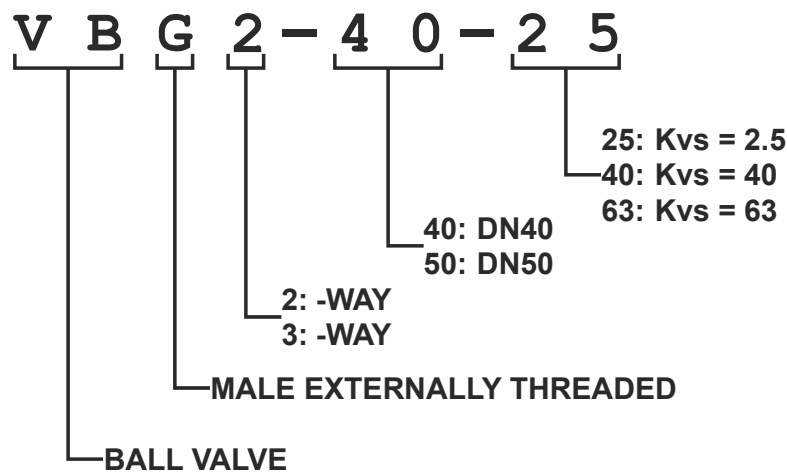 V B G 2 - 4 0 - 2 5
25: Kvs = 2.5
40: Kvs = 40
63: Kvs = 63
40: DN40
50: DN50
2: -WAY
3: -WAY
MALE EXTERNALLY THREADED
BALL VALVE